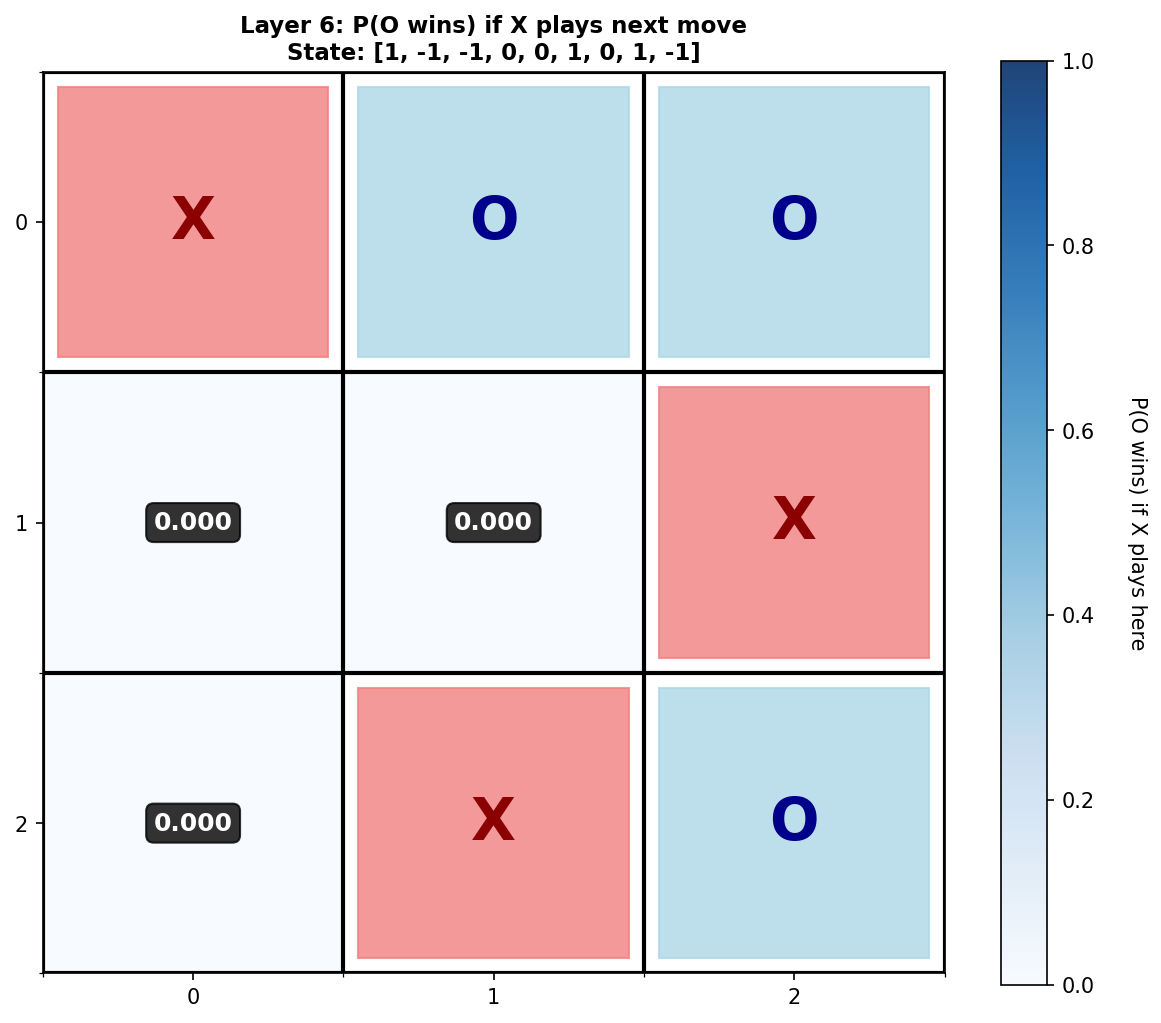 Layer 6: P(O wins) if X plays next move
State: [1, -1, -1, 0, 0, 1, 0, 1, -1]
X
O
O
0
0.000
0.000
X
1
0.000
X
O
2
0
1
2
1.0
0.8
0.6
0.4
0.2
0.0
P(O wins) if X plays here